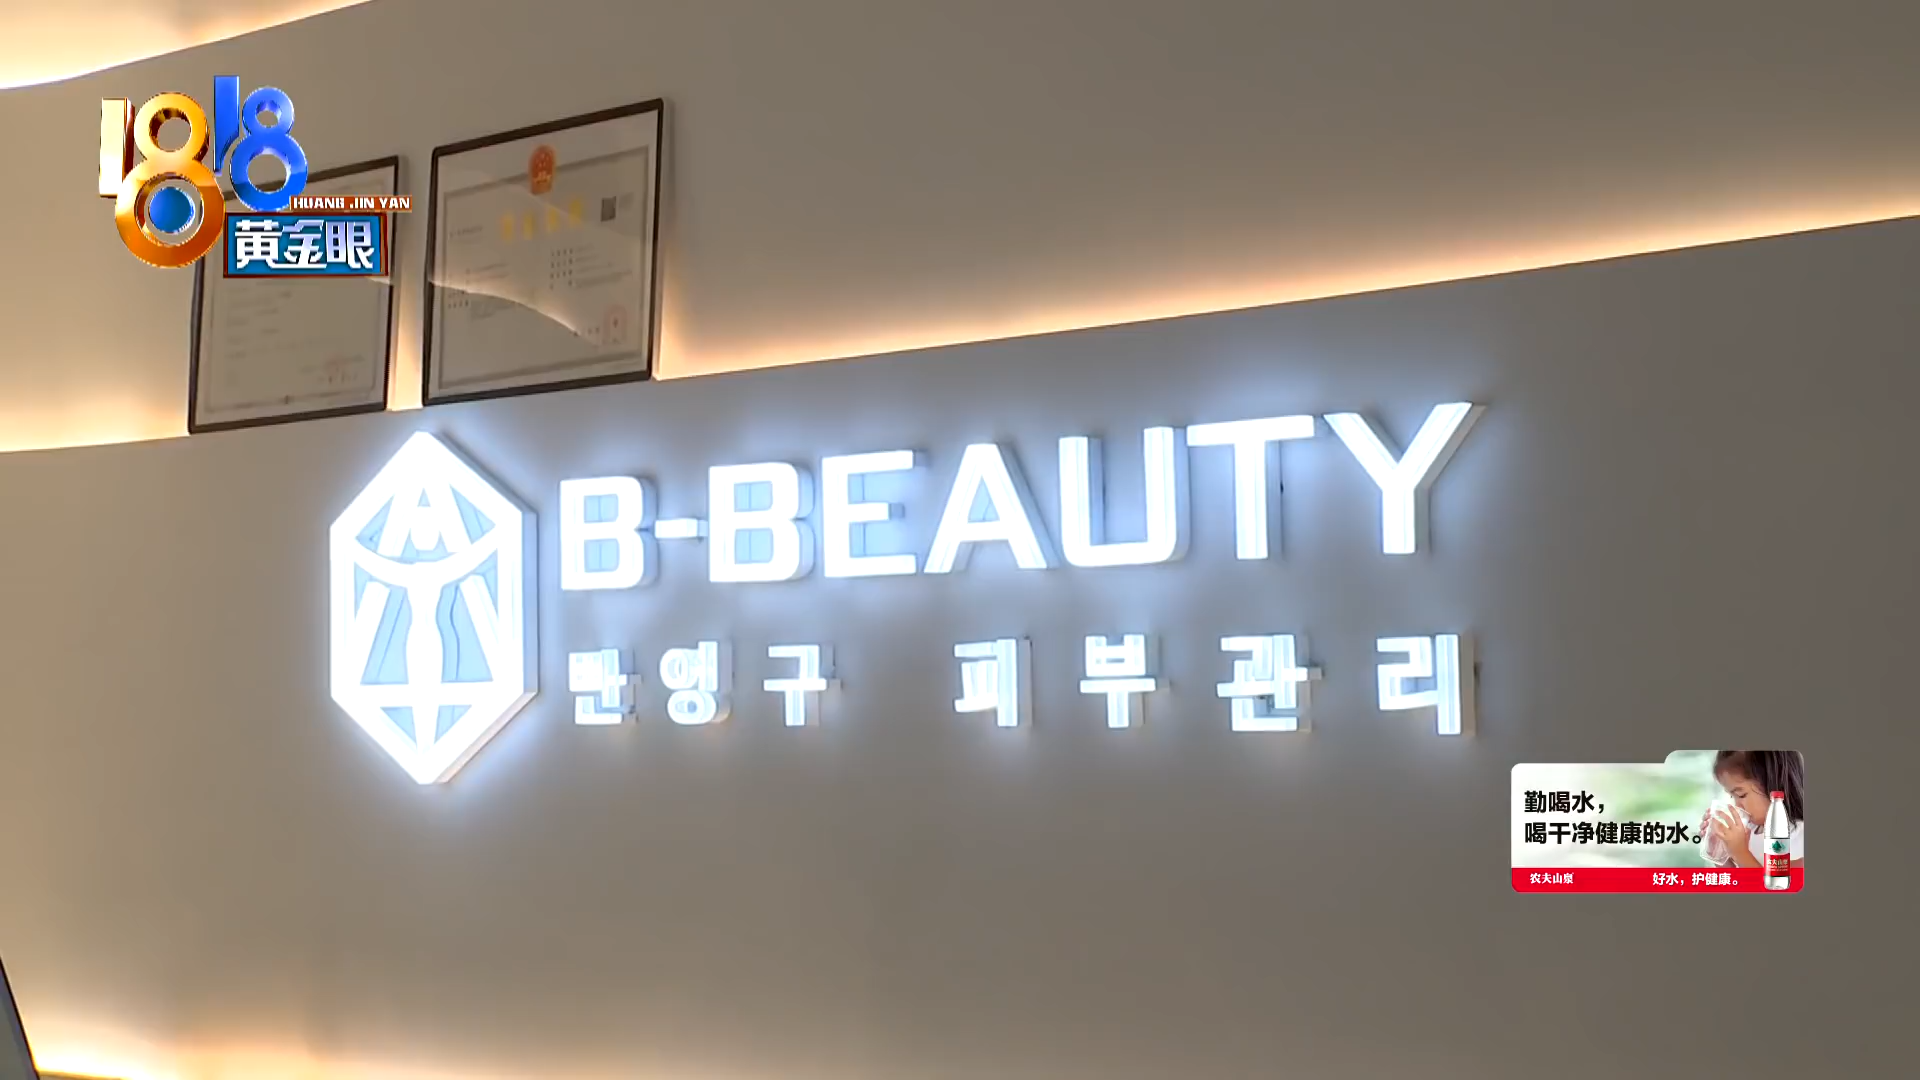 1818
HUANG JIN YAN
黄金眼
B-BEAUTY
반영구 피부관리
勤喝水，
喝干净健康的水。
农夫山泉
好水，护健康。